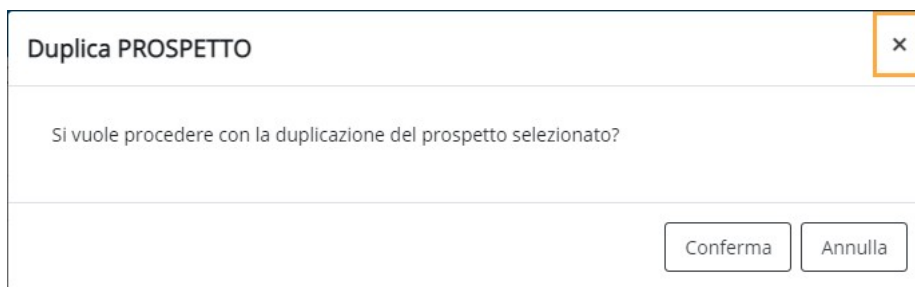 Duplica PROSPETTO
×
Si vuole procedere con la duplicazione del prospetto selezionato?
Conferma Annulla